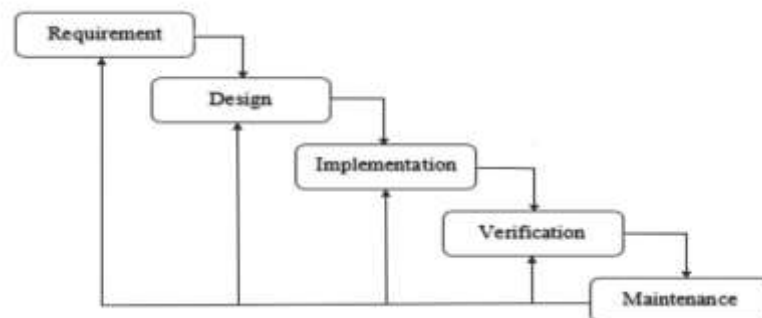 Requirement
Design
Implementation
Verification
Maintenance